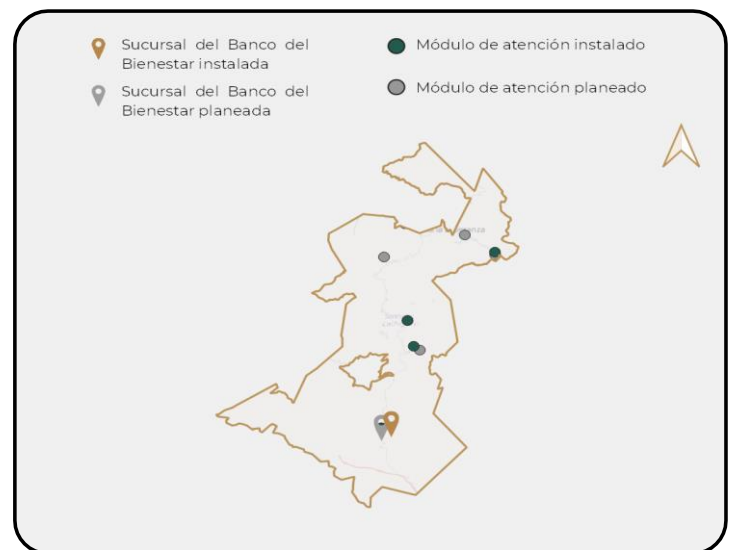 Sucursal del Banco del
Bienestar instalada
Sucursal del Banco del
Bienestar planeada
Módulo de atención instalado
Módulo de atención planeado